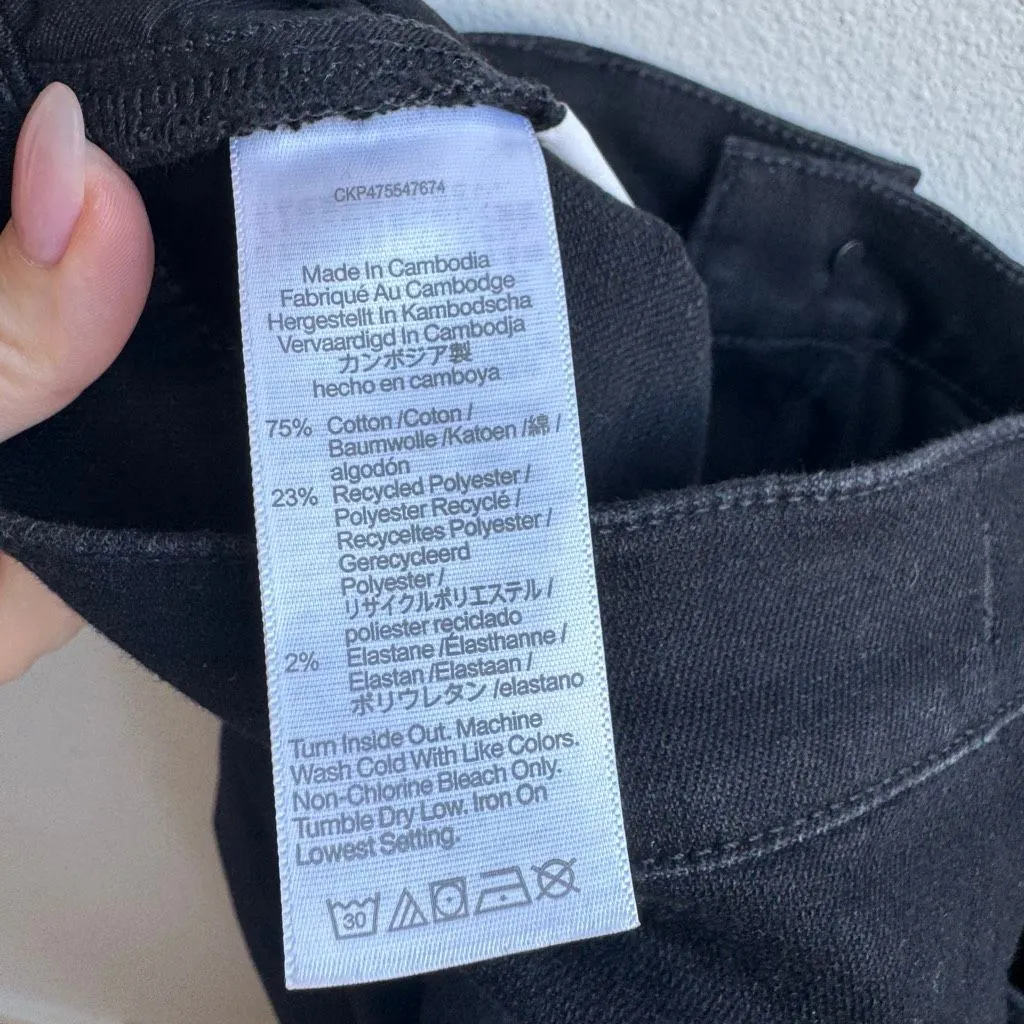 CKP475547674
Made In Cambodia
Fabriqué Au Cambodge
Hergestellt In Kambodscha
Vervaardigd In Cambodja
カンボジア製
hecho en camboya
75% Cotton /Coton /
Baumwolle /Katoen /綿 /
algodón
23% Recycled Polyester /
Polyester Recyclé /
Recyceltes Polyester /
Gerecycleerd
Polyester /
リサイクルポリエステル /
poliester reciclado
2% Elastane /Élasthanne /
Elastan /Elastaan /
ポリウレタン /elastano
Turn Inside Out. Machine
Wash Cold With Like Colors.
Non-Chlorine Bleach Only.
Tumble Dry Low. Iron On
Lowest Setting.
30